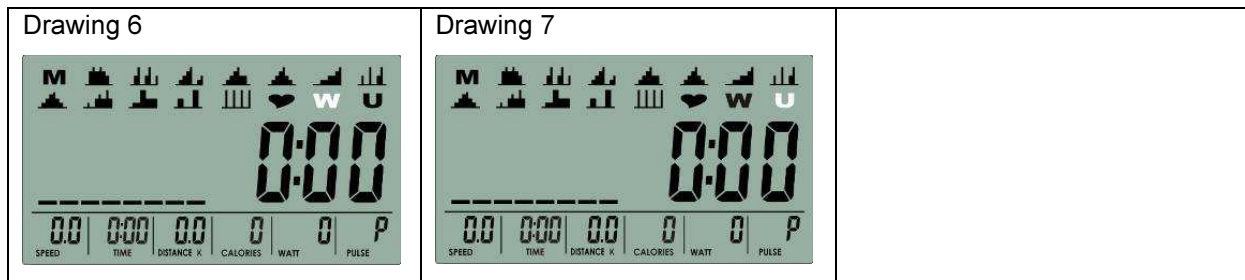 Drawing 6
M
W U
0:00
0.0 0:00 0.0 0 0 P
SPEED TIME DISTANCE K CALORIES WATT PULSE
Drawing 7
M
W U
0:00
0.0 0:00 0.0 0 0 P
SPEED TIME DISTANCE K CALORIES WATT PULSE